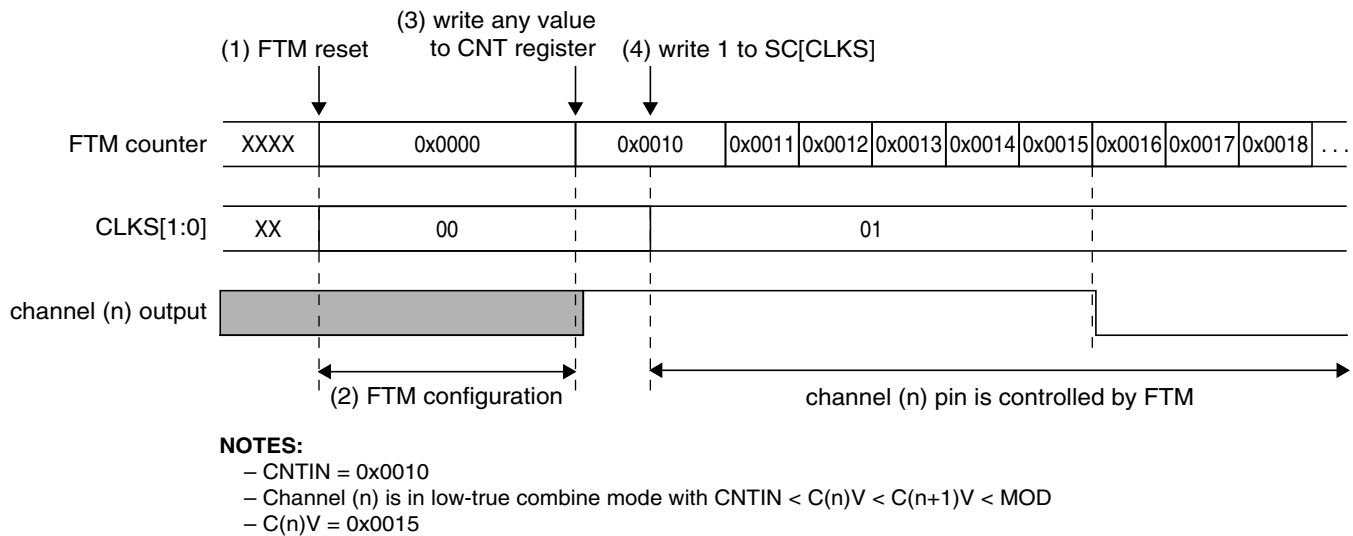 (3) write any value
(1) FTM reset to CNT register (4) write 1 to SC[CLKS]
FTM counter XXXX 0x0000 0x0010 0x0011 0x0012 0x0013 0x0014 0x0015 0x0016 0x0017 0x0018 . . .
CLKS[1:0] XX 00 01
channel (n) output
(2) FTM configuration channel (n) pin is controlled by FTM
NOTES:
– CNTIN = 0x0010
– Channel (n) is in low-true combine mode with CNTIN < C(n)V < C(n+1)V < MOD
– C(n)V = 0x0015